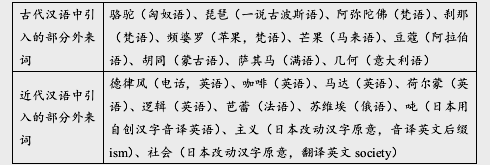 古代汉语中引入的部分外来词
骆驼（匈奴语）、琵琶（一说古波斯语）、阿弥陀佛（梵语）、刹那
（梵语）、频婆罗（苹果，梵语）、芒果（马来语）、豆蔻（阿拉伯
语）、胡同（蒙古语）、萨其马（满语）、几何（意大利语）
近代汉语中引入的部分外来词
德律风（电话，英语）、咖啡（英语）、马达（英语）、荷尔蒙（英
语）、逻辑（英语）、芭蕾（法语）、苏维埃（俄语）、吨（日本用
自创汉字音译英语）、主义（日本改动汉字原意，音译英文后缀
ism）、社会（日本改动汉字原意，翻译英文 society）